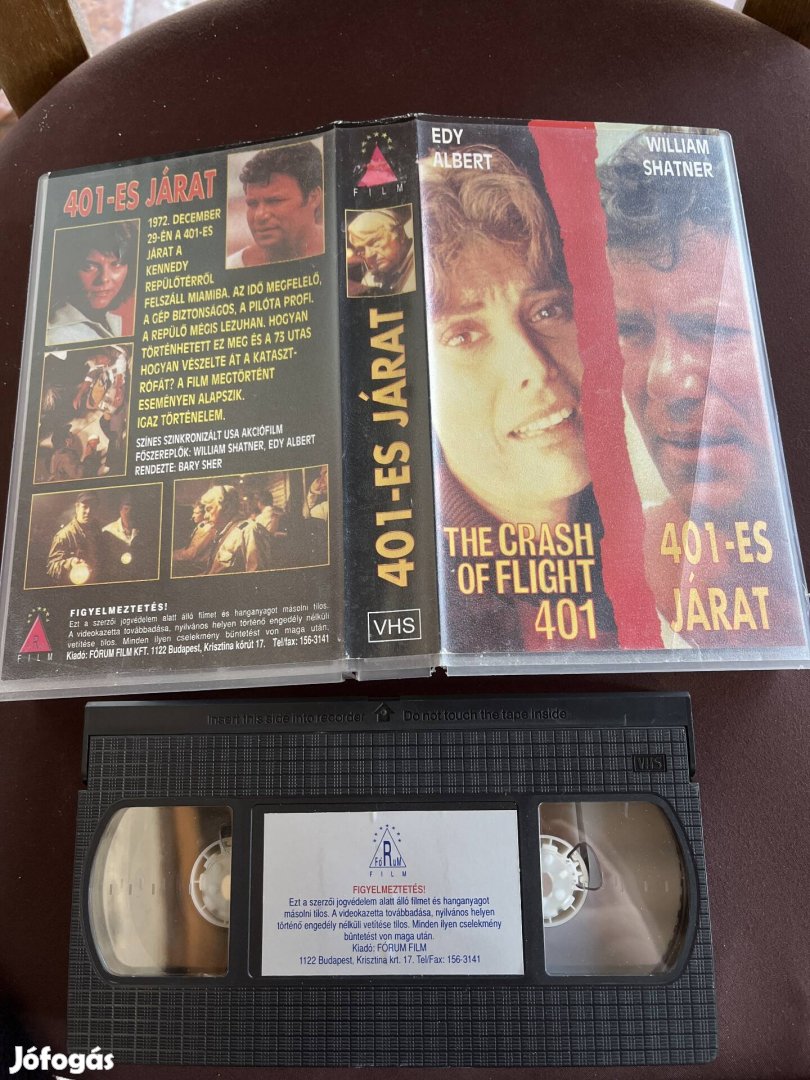 401-ES JÁRAT
1972. DECEMBER
29-ÉN A 401-ES
JÁRAT A
KENNEDY
REPÜLŐTÉRRŐL
FELSZÁLL MIAMIBA, AZ IDŐ MEGFELELŐ,
A GÉP BIZTONSÁGOS, A PILÓTA PROFI.
A REPÜLŐ MÉGIS LEZUHAN. HOGYAN
TÖRTÉNHETETT EZ MEG ÉS A 73 UTAS
HOGYAN VÉSZELTE ÁT A KATASZT-
RÓFÁT? A FILM MEGTÖRTÉNT
ESEMÉNYEN ALAPSZIK.
IGAZ TÖRTÉNELEM.
SZÍNES SZINKRONIZÁLT USA AKCIÓFILM
FŐSZEREPLŐK: WILLIAM SHATNER, EDY ALBERT
RENDEZTE: BARY SHER
R
FILM
FIGYELMEZTETÉS!
Ezt a szerzői jogvédelem alatt álló filmet és hanganyagot másolni tilos.
A videokazetta továbbadása, nyilvános helyen történő engedély nélküli
vetítése tilos. Minden ilyen cselekmény büntetést von maga után.
Kiadó: FÓRUM FILM KFT. 1122 Budapest, Krisztina körút 17. Tel/fax: 156-3141
FILM
401-ES JÁRAT
VHS
EDY
ALBERT
WILLIAM
SHATNER
THE CRASH
OF FLIGHT
401
401-ES
JÁRAT
Insert this side into recorder Do not touch the tape inside
VHS
FÓRUM
FILM
FIGYELMEZTETÉS!
Ezt a szerzői jogvédelem alatt álló filmet és hanganyagot
másolni tilos. A videokazetta továbbadása, nyilvános helyen
történő engedély nélküli vetítése tilos. Minden ilyen cselekmény
büntetést von maga után.
Kiadó: FÓRUM FILM
1122 Budapest, Krisztina krt. 17. Tel/Fax: 156-3141
Jófogás